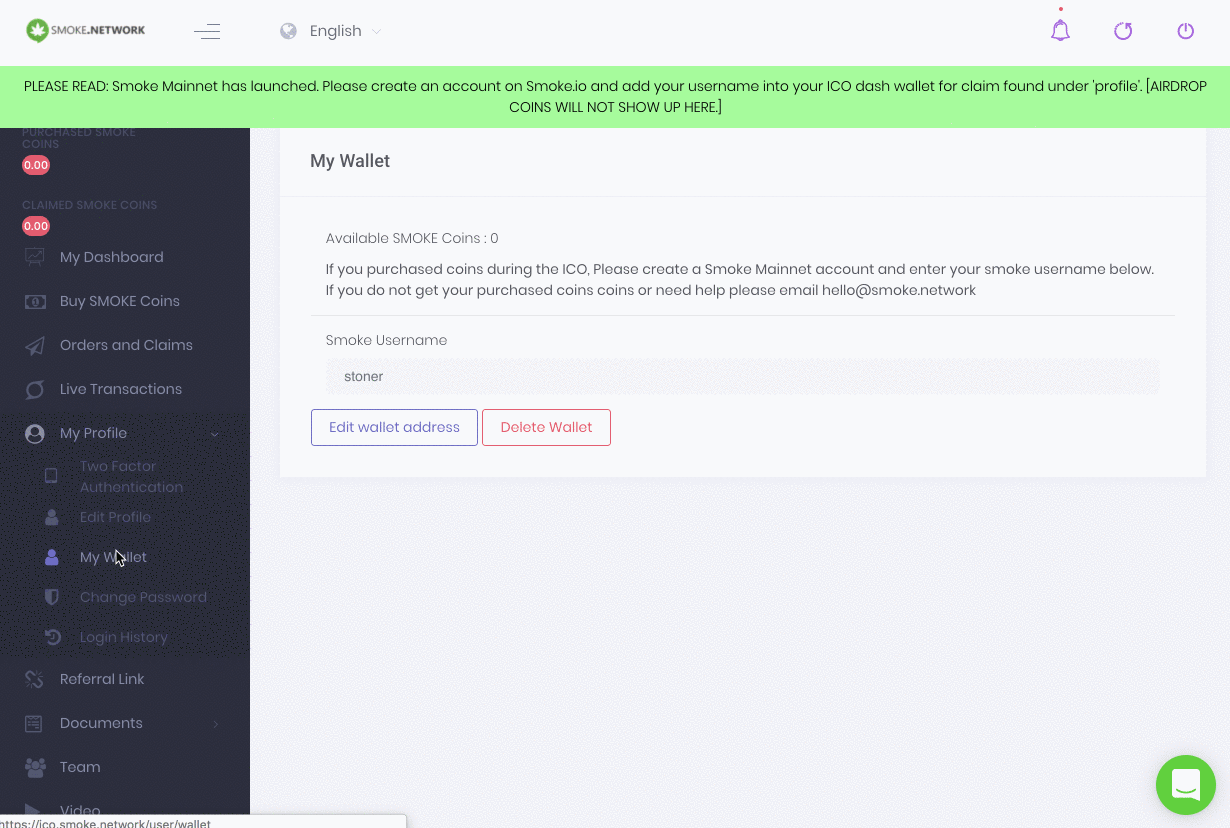 SMOKE.NETWORK
English
PLEASE READ: Smoke Mainnet has launched. Please create an account on Smoke.io and add your username into your ICO dash wallet for claim found under 'profile'. [AIRDROP
COINS WILL NOT SHOW UP HERE.]
PURCHASED SMOKE
COINS
0.00
CLAIMED SMOKE COINS
0.00
My Dashboard
Buy SMOKE Coins
Orders and Claims
Live Transactions
My Profile
Two Factor
Authentication
Edit Profile
My Wallet
Change Password
Login History
Referral Link
Documents
Team
Video
https://ico.smoke.network/user/wallet
My Wallet
Available SMOKE Coins : 0
If you purchased coins during the ICO, Please create a Smoke Mainnet account and enter your smoke username below.
If you do not get your purchased coins coins or need help please email hello@smoke.network
Smoke Username
stoner
Edit wallet address
Delete Wallet